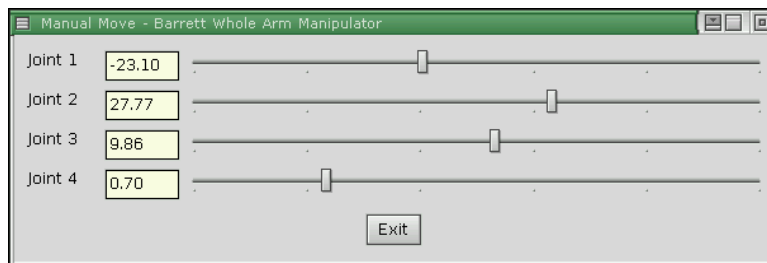 Manual Move - Barrett Whole Arm Manipulator
Joint 1 -23.10
Joint 2 27.77
Joint 3 9.86
Joint 4 0.70
Exit